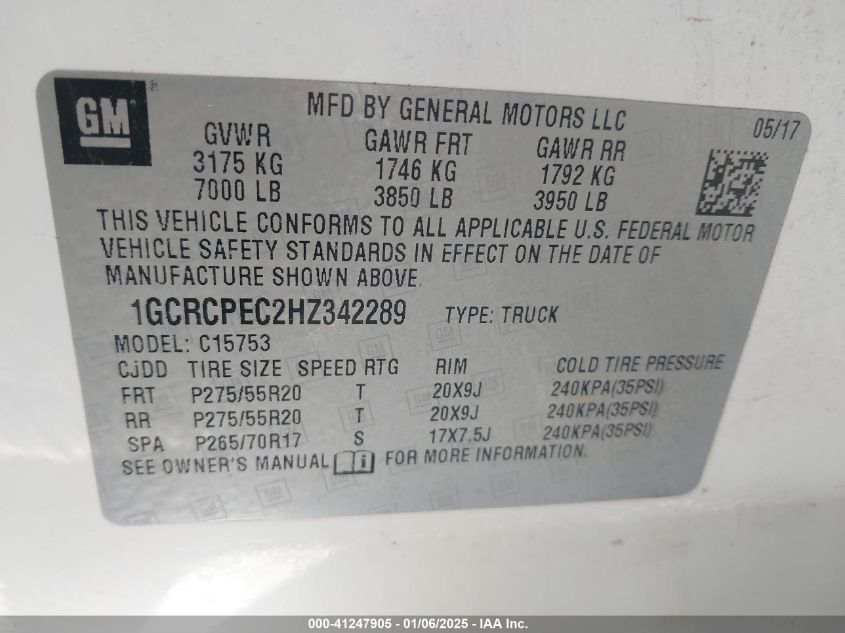 GM
MFD BY GENERAL MOTORS LLC
05/17
GVWR GAWR FRT GAWR RR
3175 KG 1746 KG 1792 KG
7000 LB 3850 LB 3950 LB
THIS VEHICLE CONFORMS TO ALL APPLICABLE U.S. FEDERAL MOTOR
VEHICLE SAFETY STANDARDS IN EFFECT ON THE DATE OF
MANUFACTURE SHOWN ABOVE.
1GCRCPEC2HZ342289 TYPE: TRUCK
MODEL: C15753
CJDD TIRE SIZE SPEED RTG RIM COLD TIRE PRESSURE
FRT P275/55R20 T 20X9J 240KPA(35PSI)
RR P275/55R20 T 20X9J 240KPA(35PSI)
SPA P265/70R17 S 17X7.5J 240KPA(35PSI)
SEE OWNER'S MANUAL i FOR MORE INFORMATION.
000-41247905 - 01/06/2025 - IAA Inc.